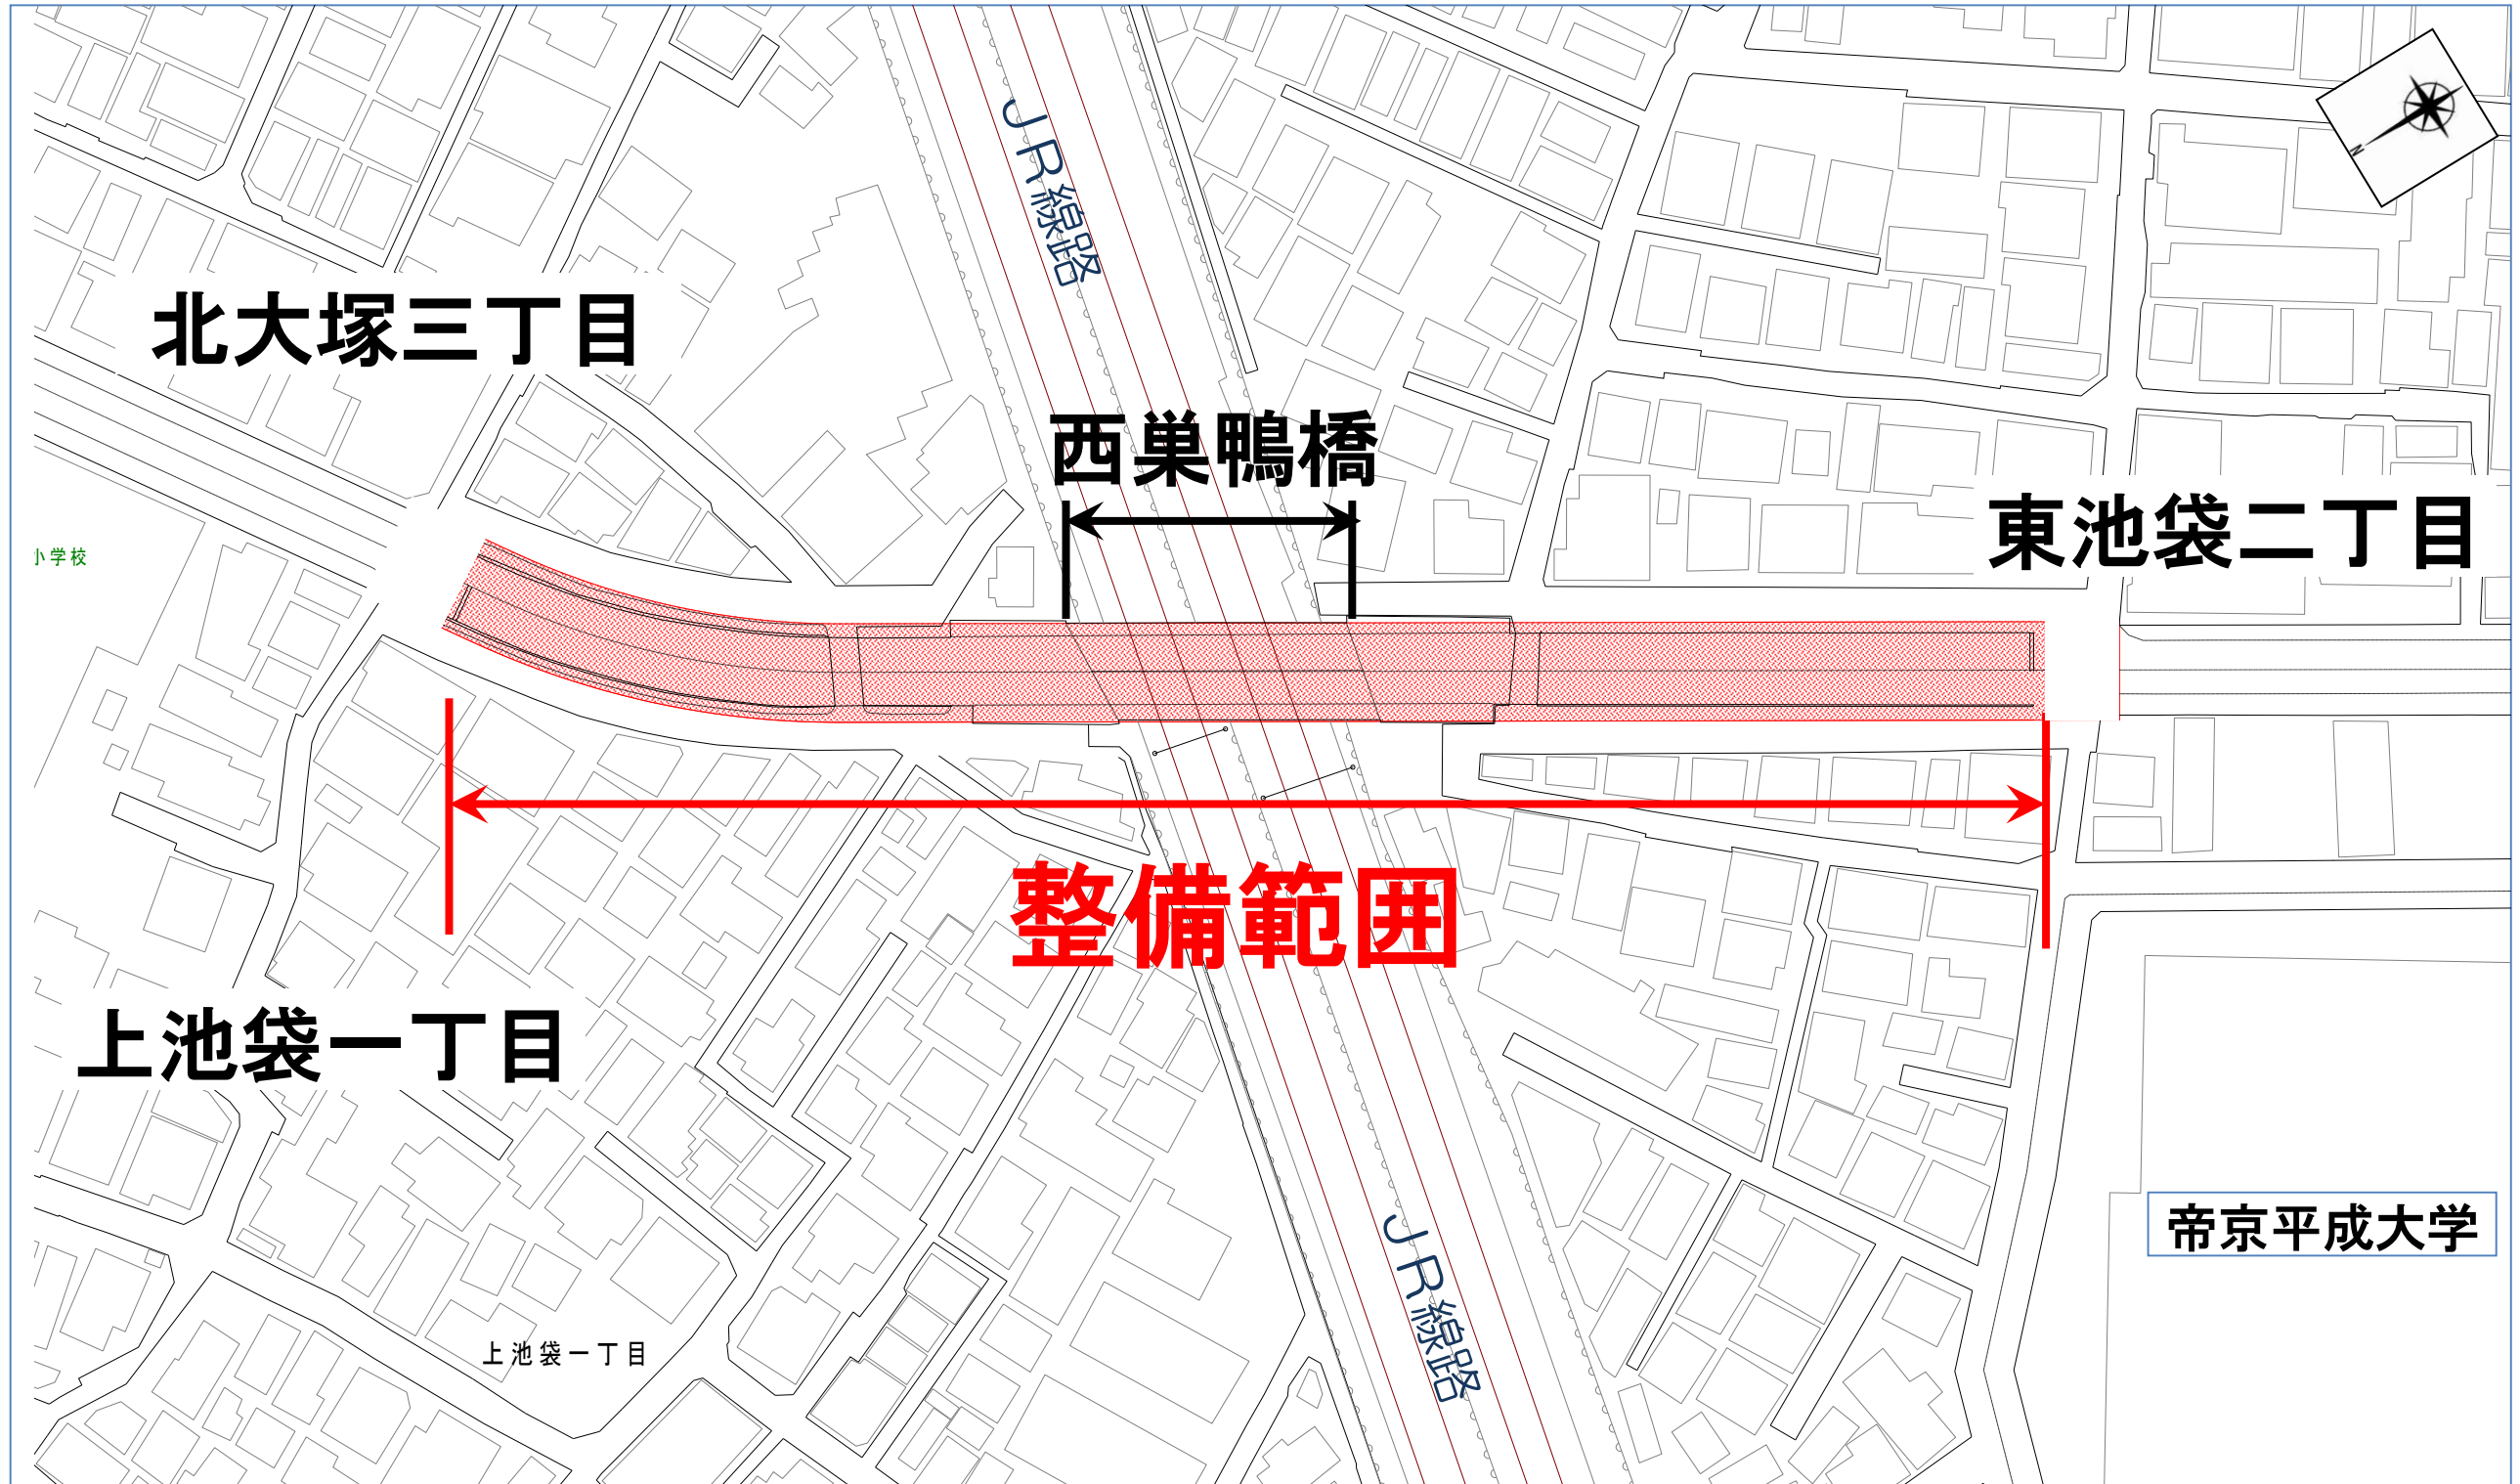 N
JR線路
北大塚三丁目
西巣鴨橋
東池袋二丁目
小学校
整備範囲
上池袋一丁目
帝京平成大学
JR線路
上池袋一丁目